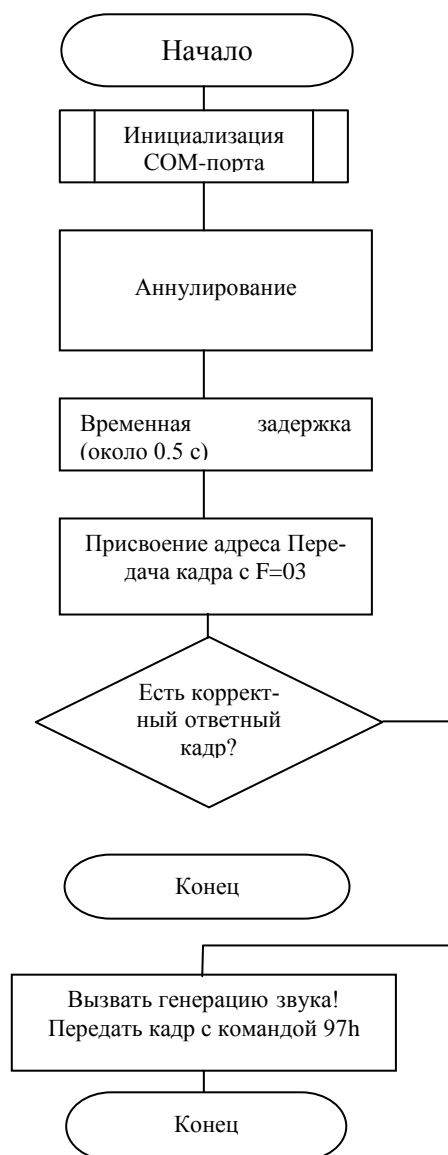 Начало
Инициализация
COM-порта
Аннулирование
Временная задержка
(около 0.5 с)
Присвоение адреса Пере-
дача кадра с F=03
Есть коррект-
ный ответный
кадр?
Конец
Вызвать генерацию звука!
Передать кадр с командой 97h
Конец